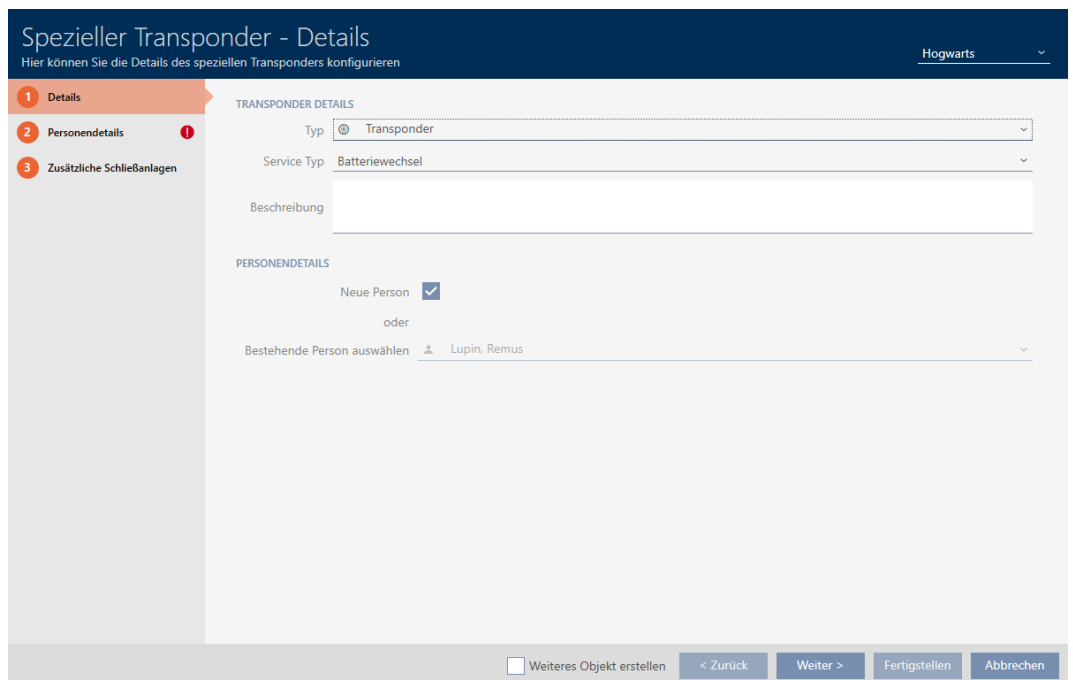 Spezieller Transponder - Details
Hier können Sie die Details des speziellen Transponders konfigurieren
Hogwarts
1 Details
2 Personendetails
3 Zusätzliche Schließanlagen
TRANSPONDER DETAILS
Typ Transponder
Service Typ Batteriewechsel
Beschreibung
PERSONENDETAILS
Neue Person
oder
Bestehende Person auswählen Lupin, Remus
Weiteres Objekt erstellen < Zurück Weiter > Fertigstellen Abbrechen